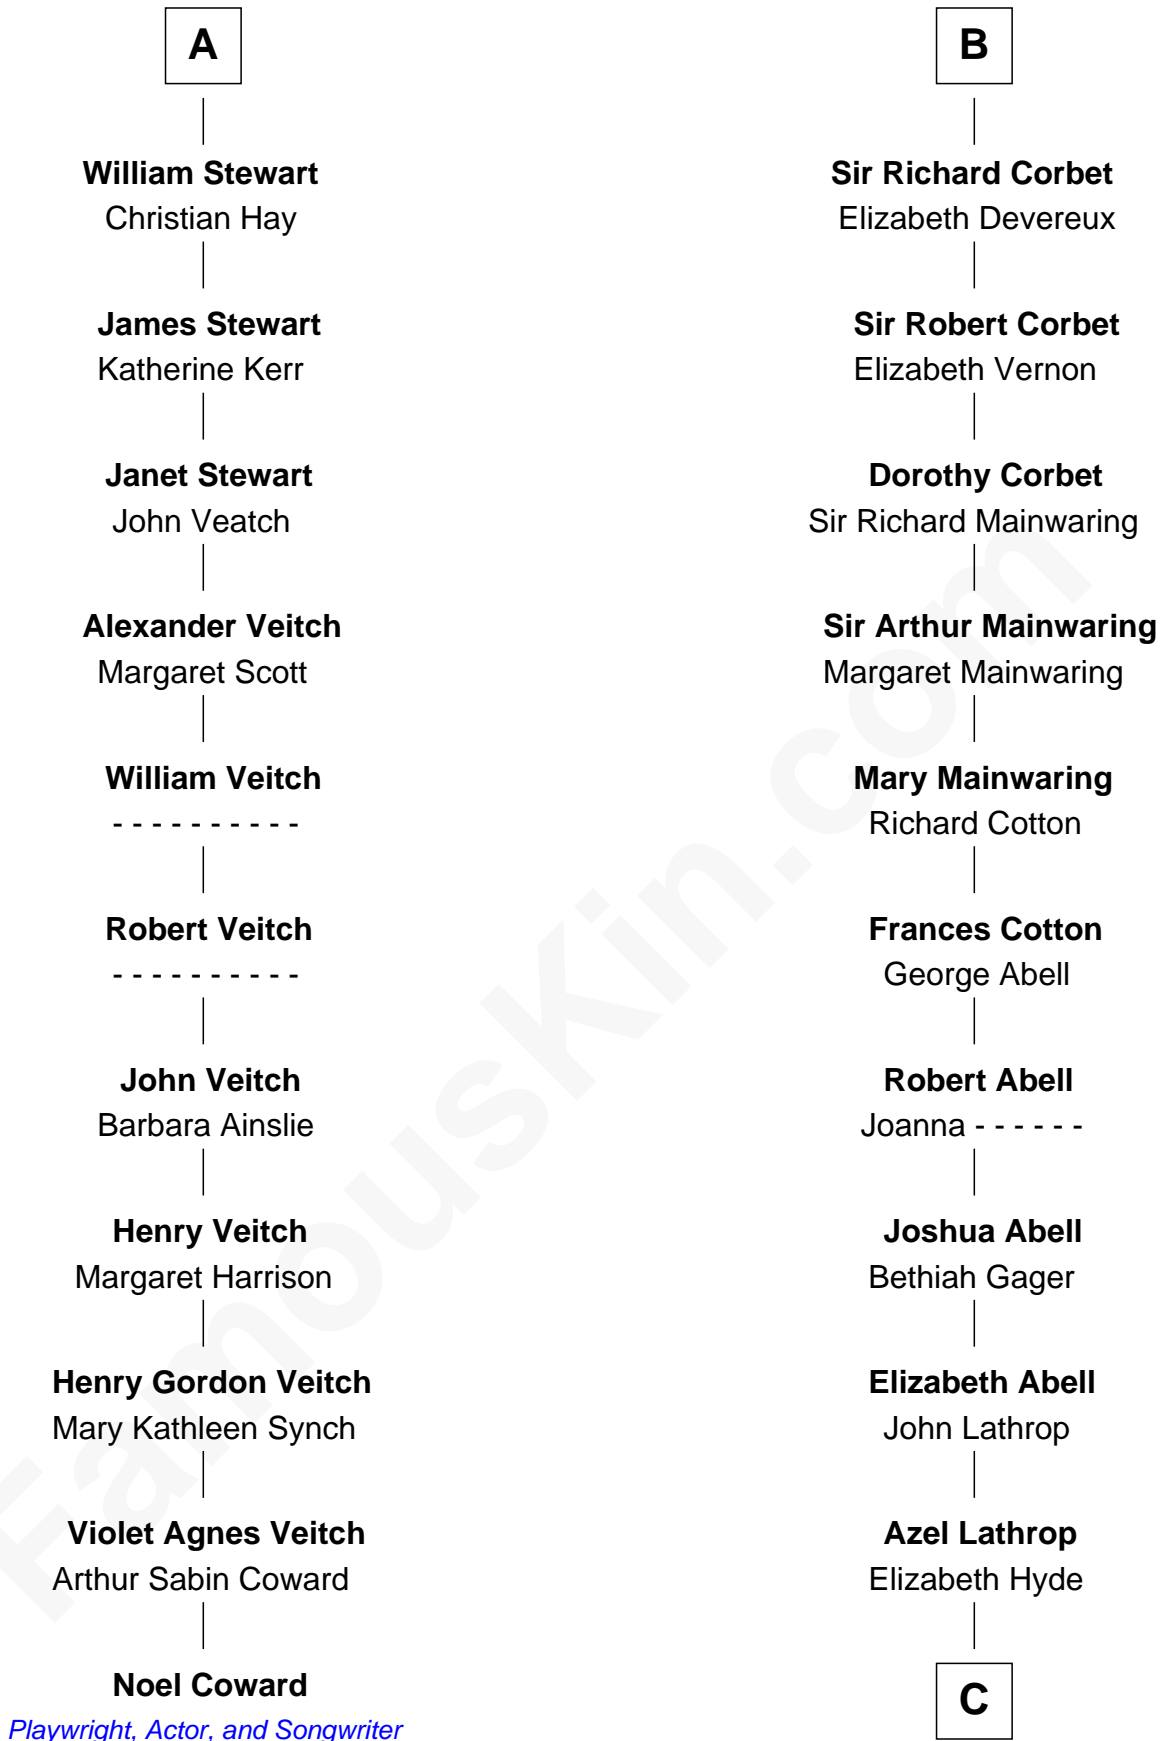 A
William Stewart
Christian Hay
James Stewart
Katherine Kerr
Janet Stewart
John Veatch
Alexander Veitch
Margaret Scott
William Veitch
- - - - - - - - - -
Robert Veitch
- - - - - - - - - -
John Veitch
Barbara Ainslie
Henry Veitch
Margaret Harrison
Henry Gordon Veitch
Mary Kathleen Synch
Violet Agnes Veitch
Arthur Sabin Coward
Noel Coward
Playwright, Actor, and Songwriter
B
Sir Richard Corbet
Elizabeth Devereux
Sir Robert Corbet
Elizabeth Vernon
Dorothy Corbet
Sir Richard Mainwaring
Sir Arthur Mainwaring
Margaret Mainwaring
Mary Mainwaring
Richard Cotton
Frances Cotton
George Abell
Robert Abell
Joanna - - - - - -
Joshua Abell
Bethiah Gager
Elizabeth Abell
John Lathrop
Azel Lathrop
Elizabeth Hyde
C
FamousKin.com